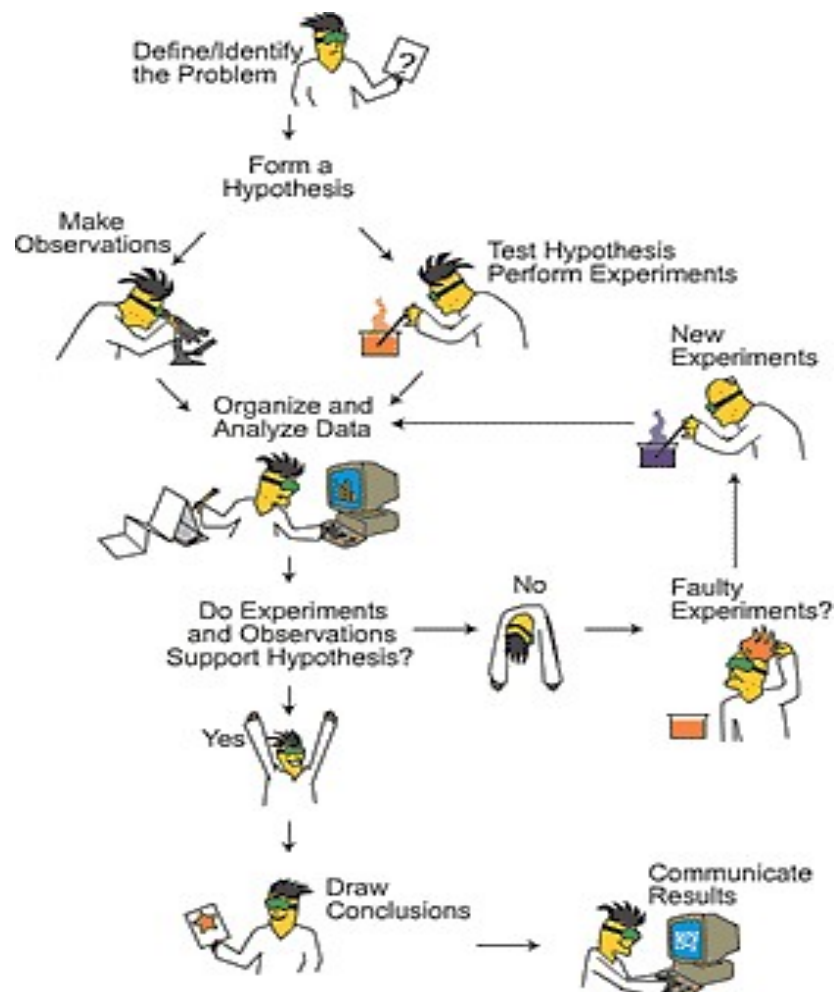 Define/Identify
the Problem
?
Form a
Hypothesis
Make
Observations
Test Hypothesis
Perform Experiments
New
Experiments
Organize and
Analyze Data
Do Experiments
and Observations
Support Hypothesis?
No
Faulty
Experiments?
Yes
Draw
Conclusions
Communicate
Results